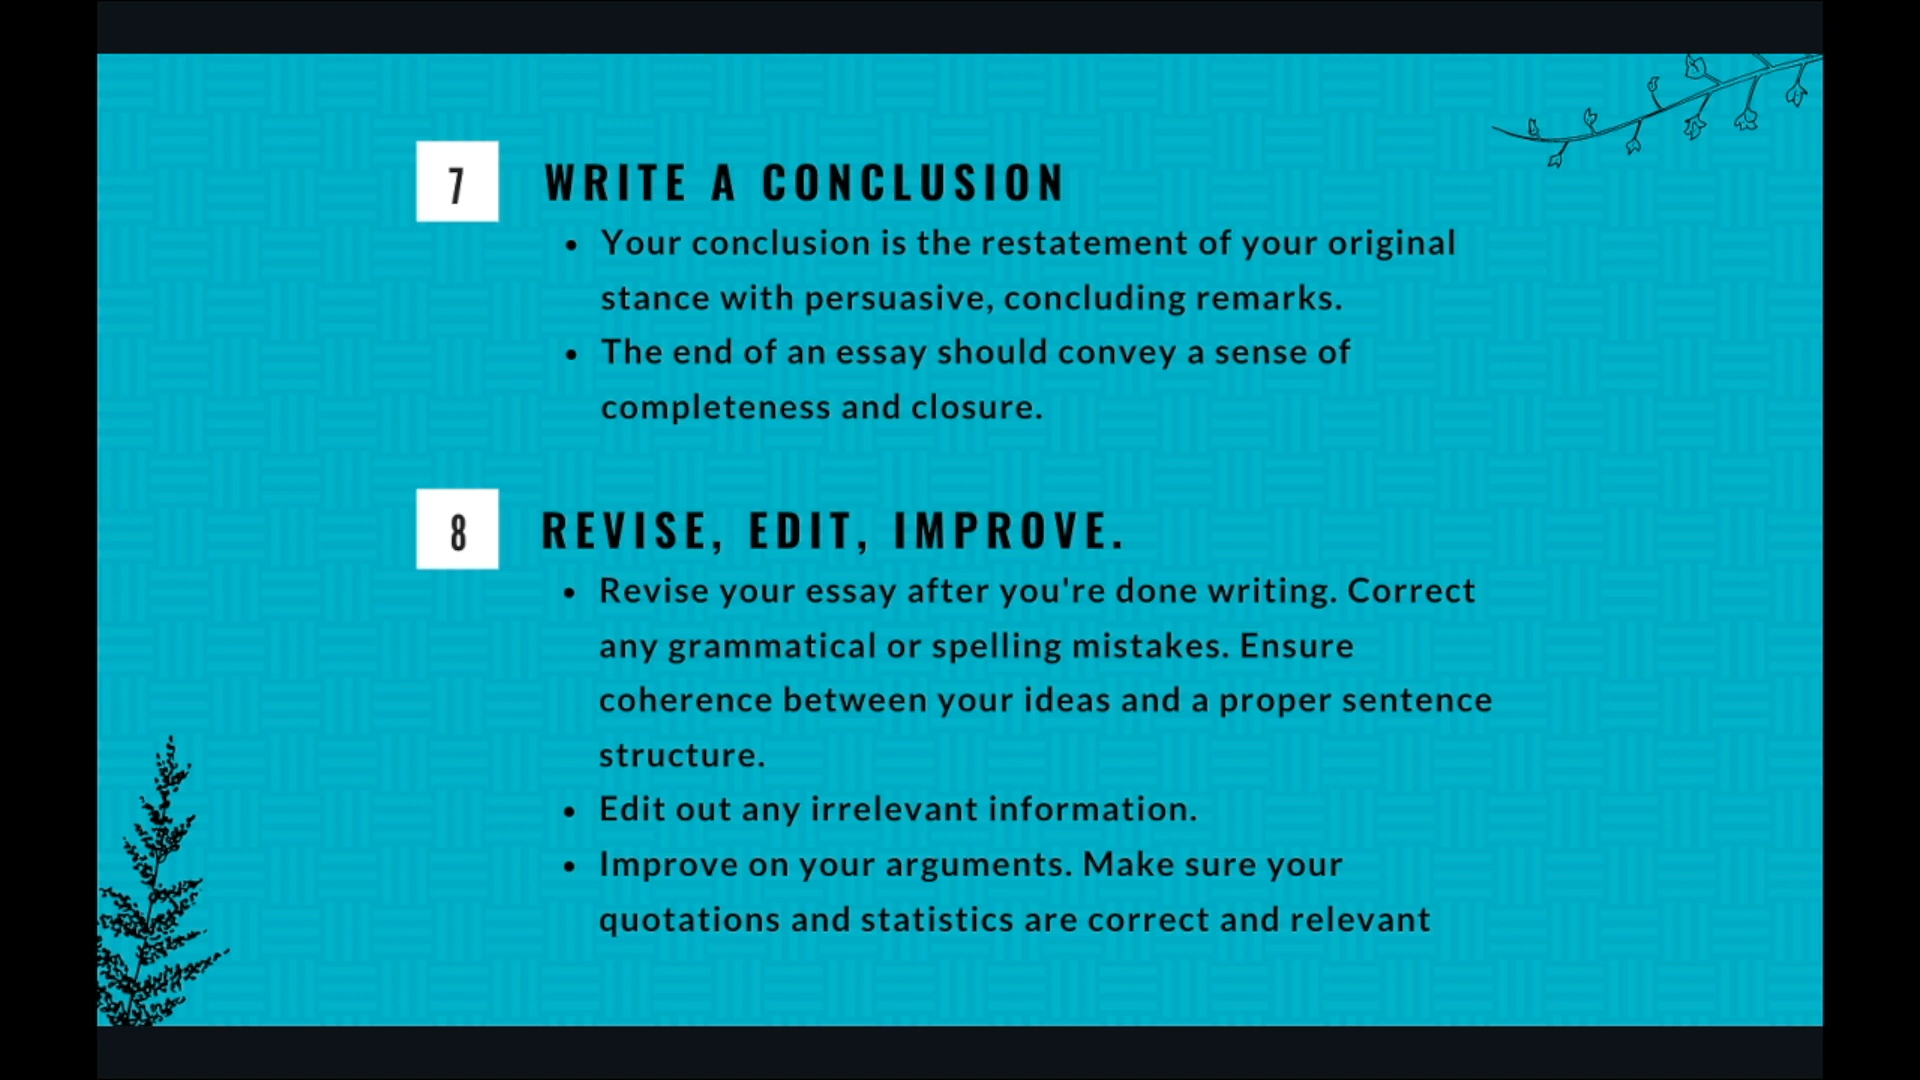 7 WRITE A CONCLUSION
• Your conclusion is the restatement of your original
stance with persuasive, concluding remarks.
• The end of an essay should convey a sense of
completeness and closure.
8 REVISE, EDIT, IMPROVE.
• Revise your essay after you're done writing. Correct
any grammatical or spelling mistakes. Ensure
coherence between your ideas and a proper sentence
structure.
• Edit out any irrelevant information.
• Improve on your arguments. Make sure your
quotations and statistics are correct and relevant